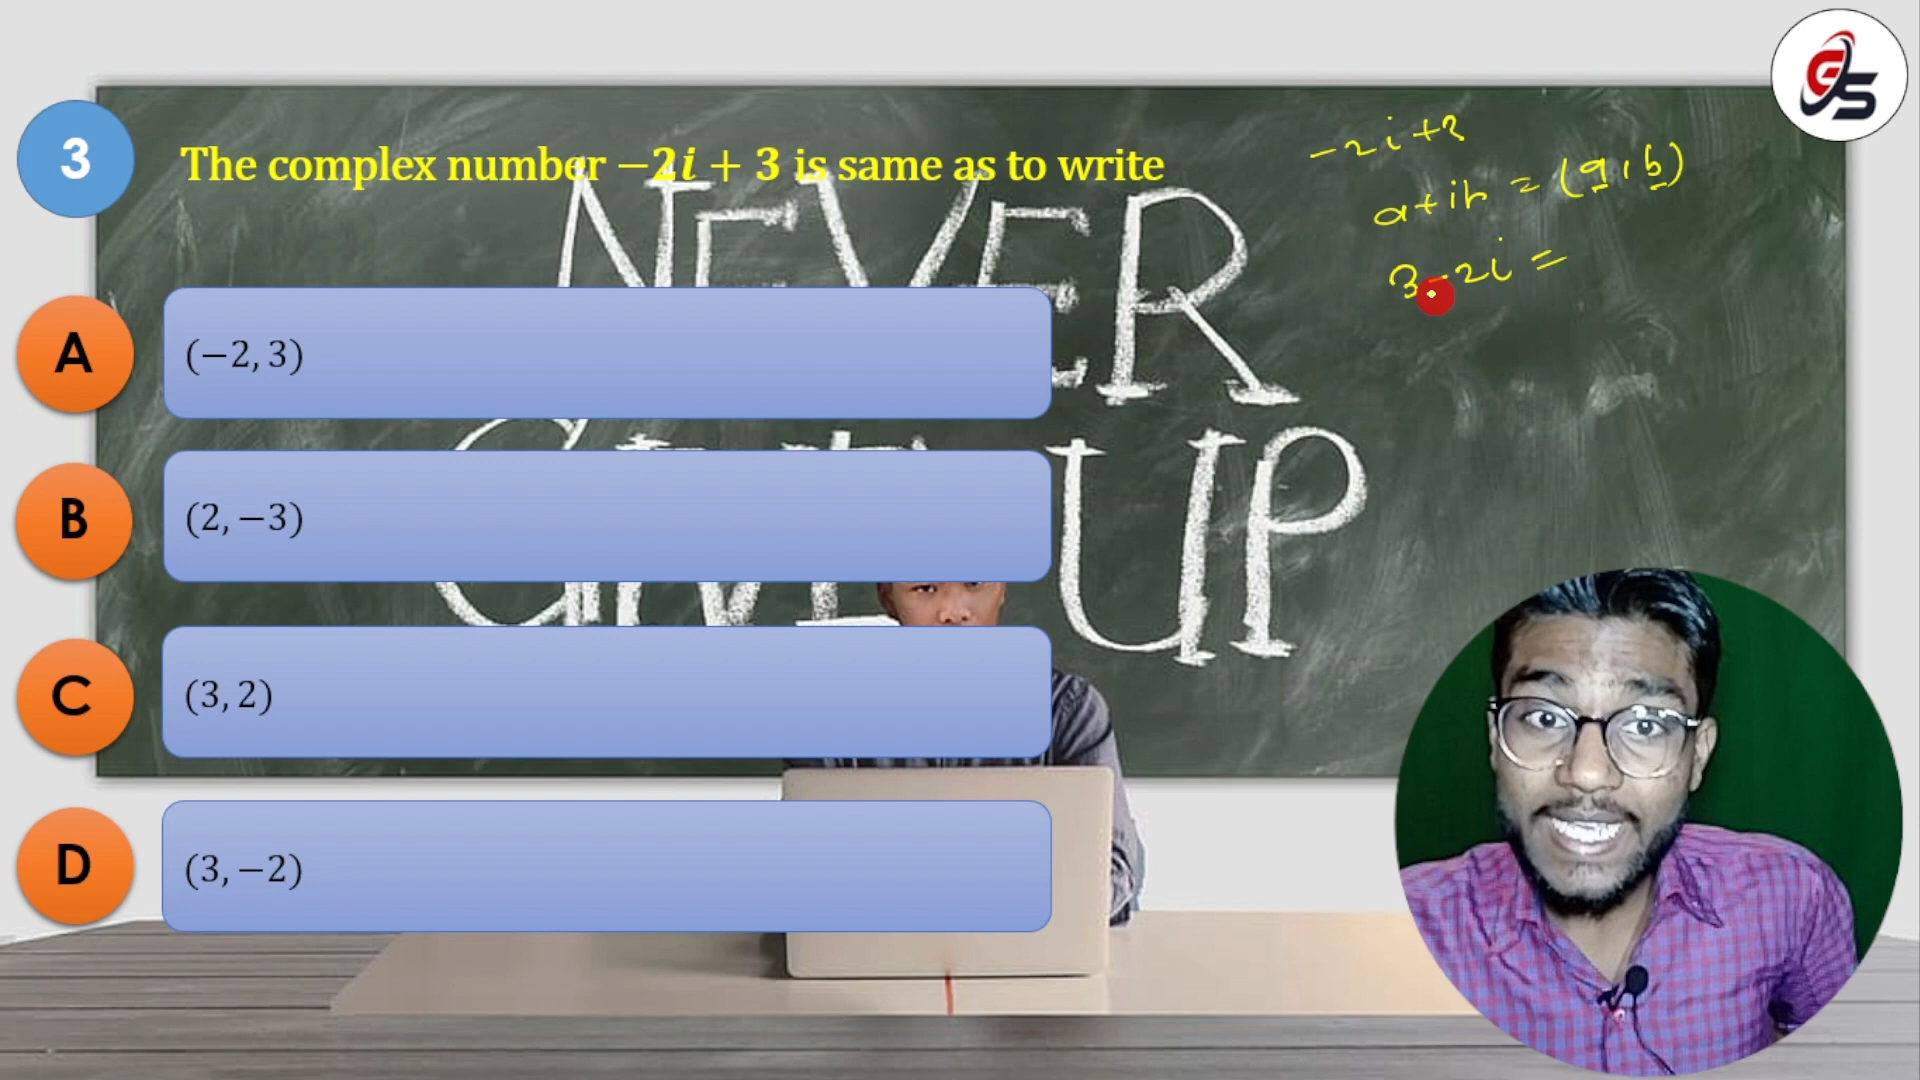 3
The complex number −2i + 3 is same as to write
−2i+3
a+ib = (a,b)
3−2i =
NEVER
UP
A
(−2, 3)
B
(2, −3)
C
(3, 2)
D
(3, −2)
GS